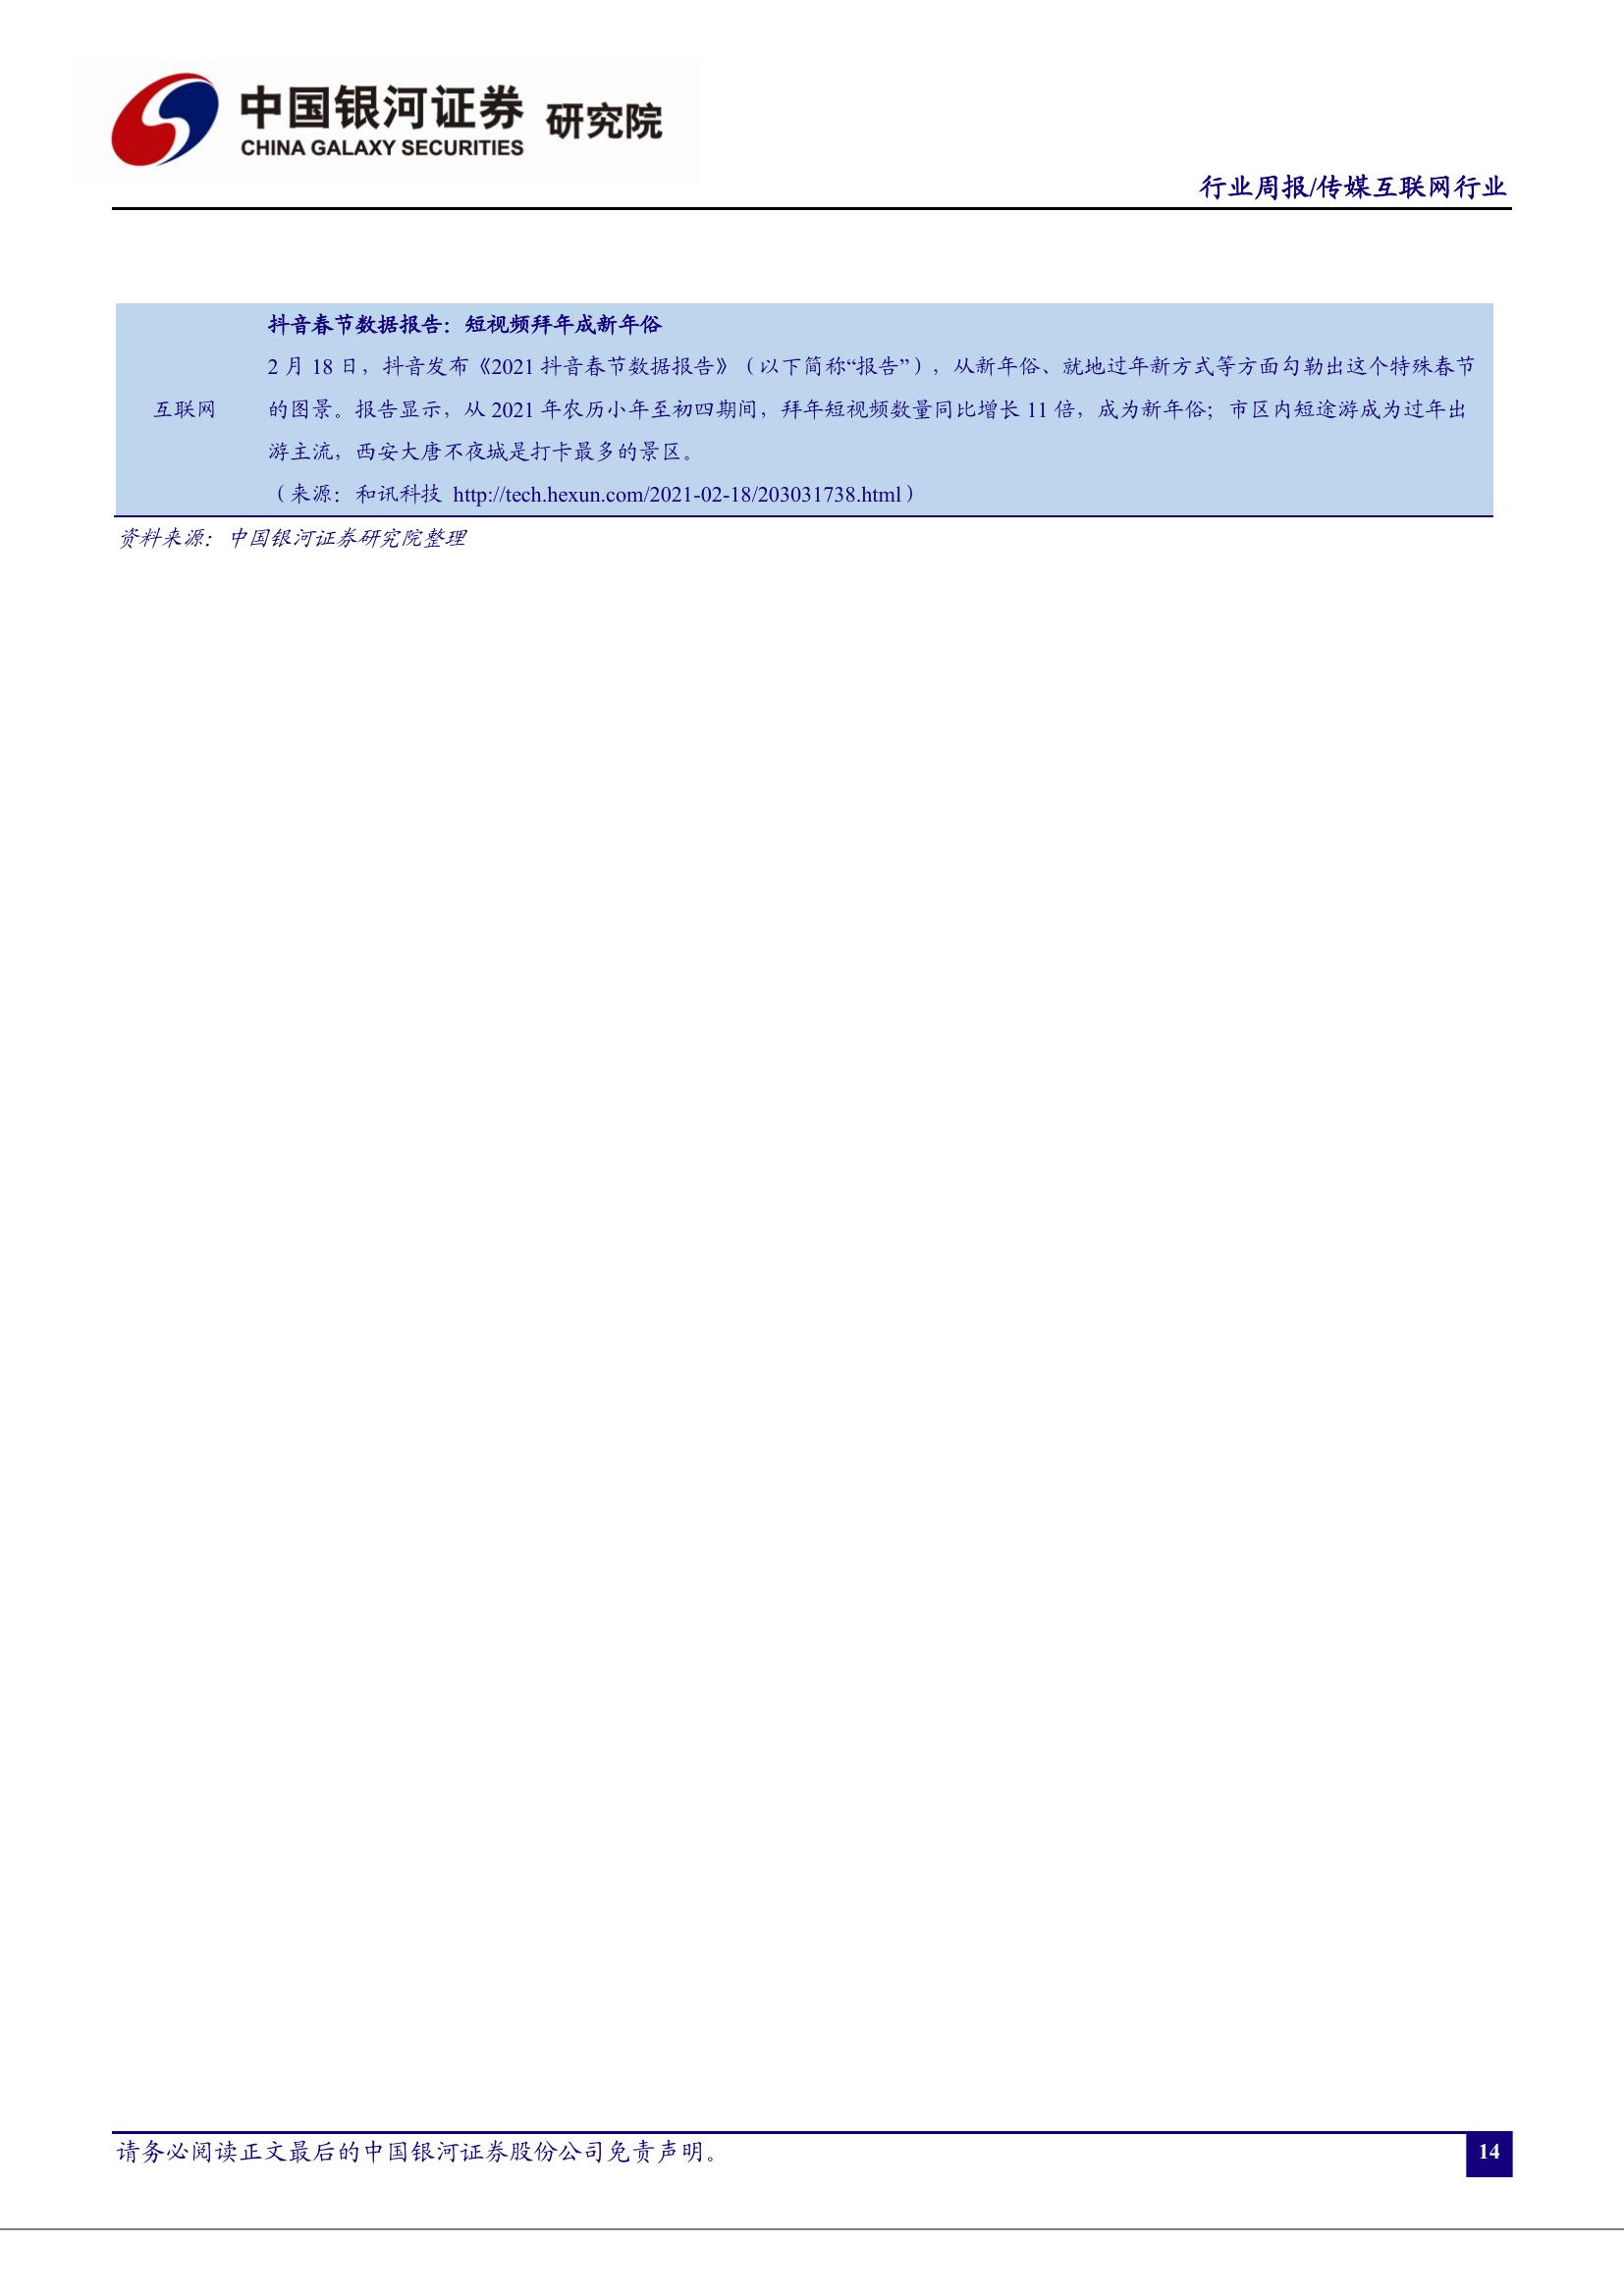 中国银河证券 研究院
CHINA GALAXY SECURITIES
行业周报/传媒互联网行业
抖音春节数据报告：短视频拜年成新年俗
2 月 18 日，抖音发布《2021 抖音春节数据报告》（以下简称“报告”），从新年俗、就地过年新方式等方面勾勒出这个特殊春节
互联网
的图景。报告显示，从 2021 年农历小年至初四期间，拜年短视频数量同比增长 11 倍，成为新年俗；市区内短途游成为过年出
游主流，西安大唐不夜城是打卡最多的景区。
（来源：和讯科技 http://tech.hexun.com/2021-02-18/203031738.html）
资料来源：中国银河证券研究院整理
请务必阅读正文最后的中国银河证券股份公司免责声明。
14